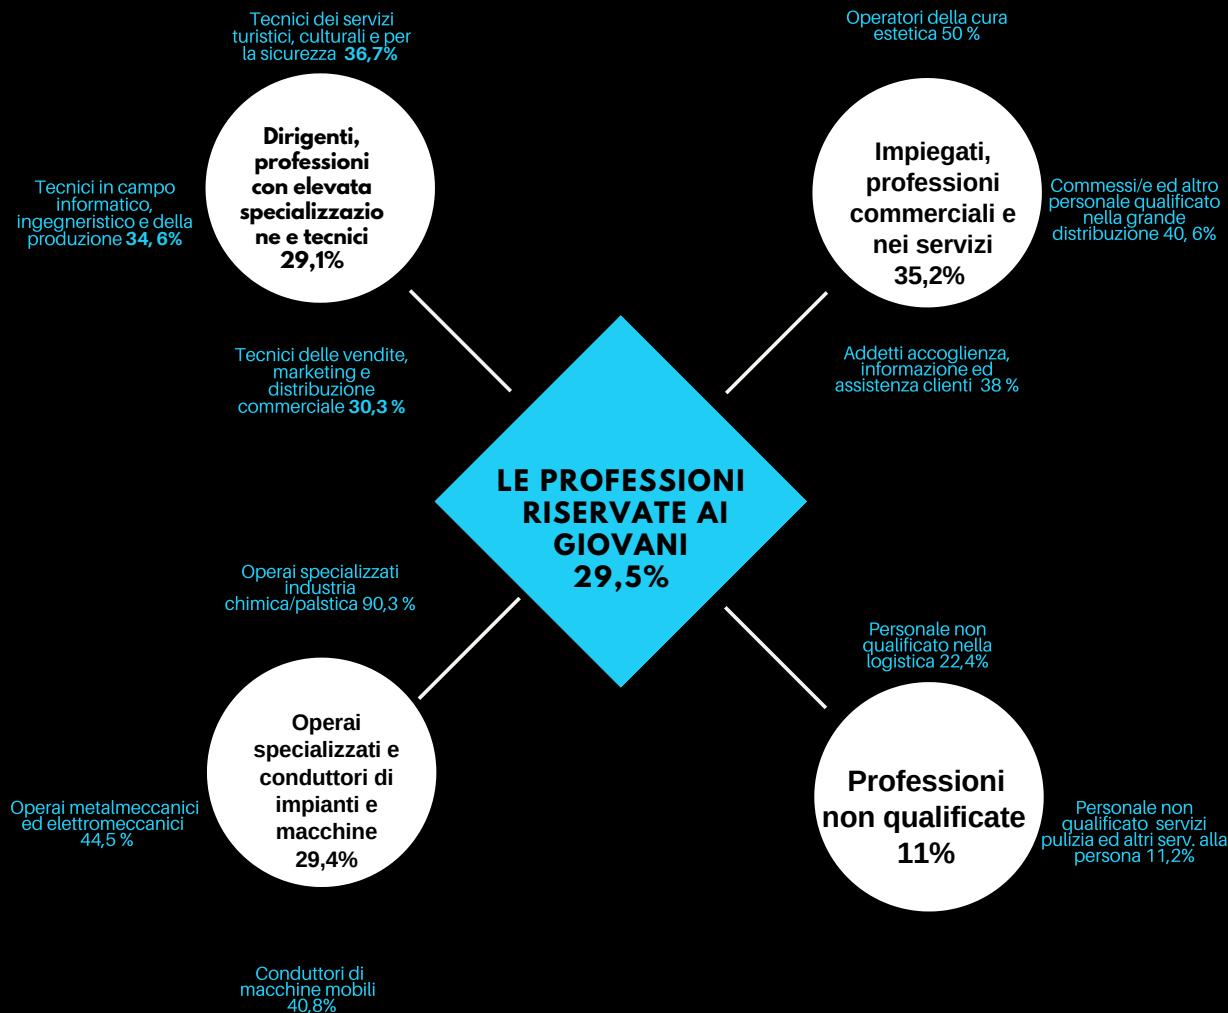 Tecnici dei servizi
turistici, culturali e per
la sicurezza 36,7%
Dirigenti,
professioni
con elevata
specializzazio
ne e tecnici
29,1%
Tecnici in campo
informatico,
ingegneristico e della
produzione 34, 6%
Tecnici delle vendite,
marketing e
distribuzione
commerciale 30,3 %
Operatori della cura
estetica 50 %
Impiegati,
professioni
commerciali e
nei servizi
35,2%
Commessi/e ed altro
personale qualificato
nella grande
distribuzione 40, 6%
Addetti accoglienza,
informazione ed
assistenza clienti 38 %
LE PROFESSIONI
RISERVATE AI
GIOVANI
29,5%
Operai specializzati
industria
chimica/palstica 90,3 %
Operai
specializzati e
conduttori di
impianti e
macchine
29,4%
Operai metalmeccanici
ed elettromeccanici
44,5 %
Conduttori di
macchine mobili
40,8%
Personale non
qualificato nella
logistica 22,4%
Professioni
non qualificate
11%
Personale non
qualificato servizi
pulizia ed altri serv. alla
persona 11,2%